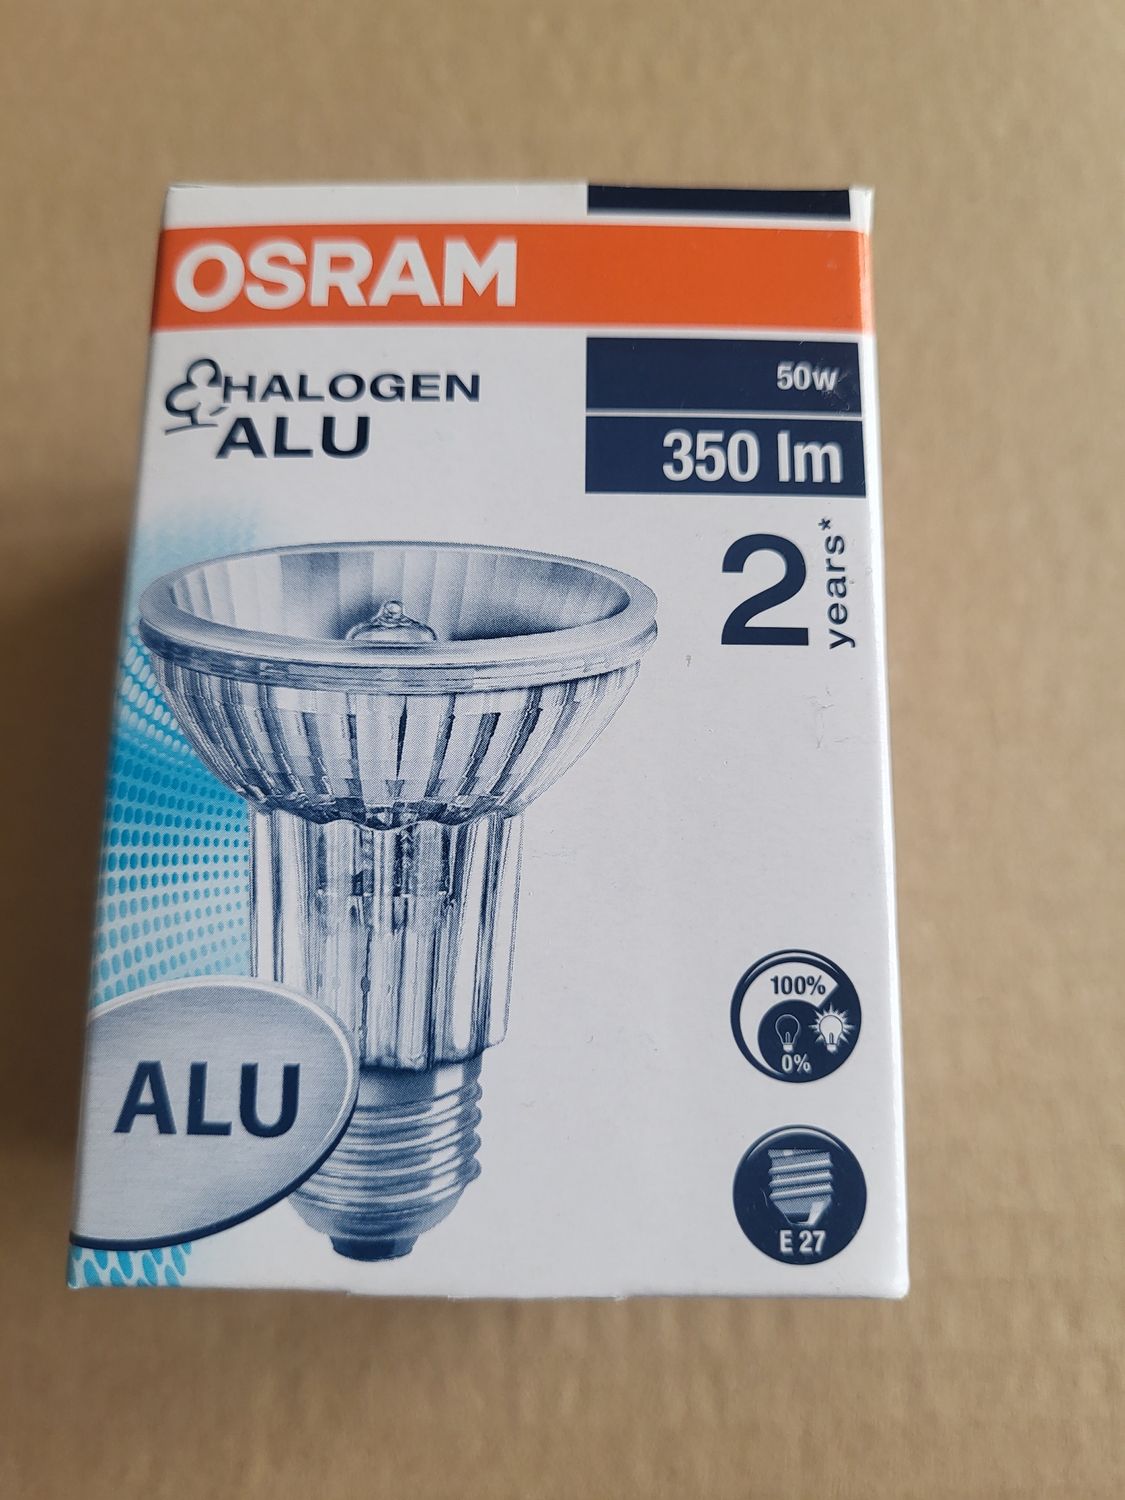 OSRAM
HALOGEN
ALU
50w
350 lm
2 years*
100%
0%
ALU
E 27